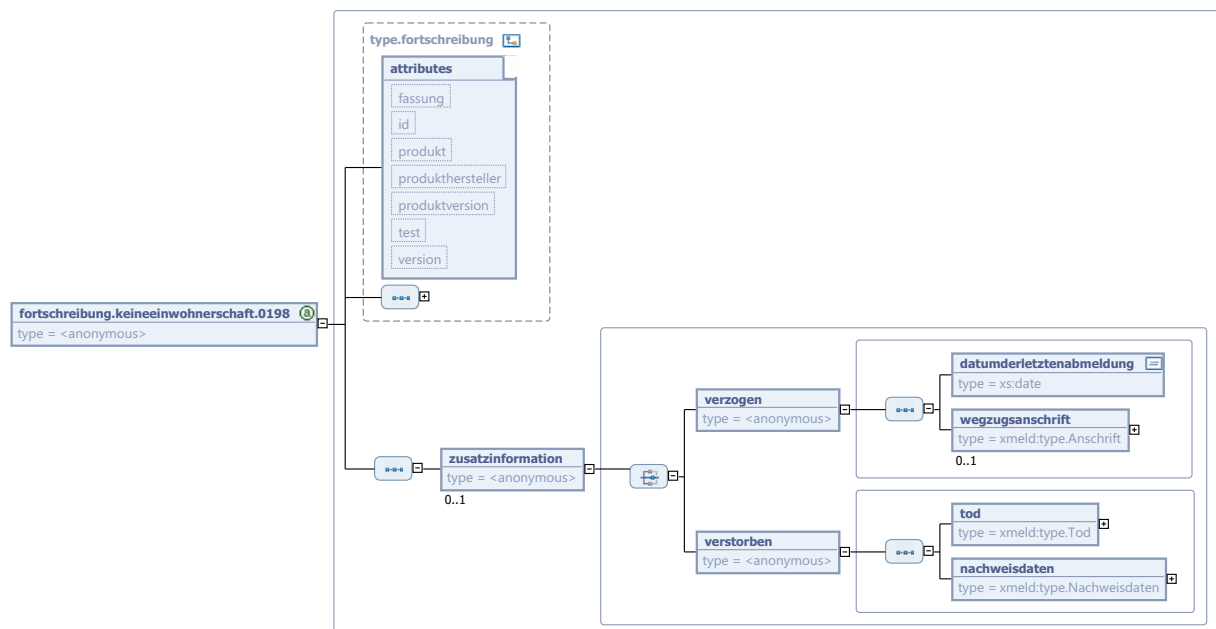 type.fortschreibung
attributes
fassung
id
produkt
produkthersteller
produktversion
test
version
fortschreibung.keineeinwohnerschaft.0198
type = <anonymous>
zusatzinformation
type = <anonymous>
0..1
verzogen
type = <anonymous>
datumderletztenabmeldung
type = xs:date
wegzugsanschrift
type = xmeld:type.Anschrift
0..1
verstorben
type = <anonymous>
tod
type = xmeld:type.Tod
nachweisdaten
type = xmeld:type.Nachweisdaten